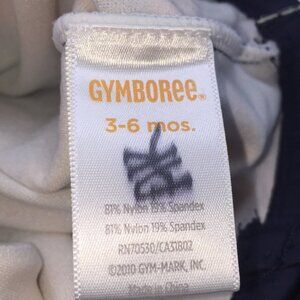 GYMBOREE®
3-6 mos.
81% Nylon 19% Spandex
81% Nylon 19% Spandex
RN70530/CA31802
©2010 GYM-MARK, INC.
Made in China